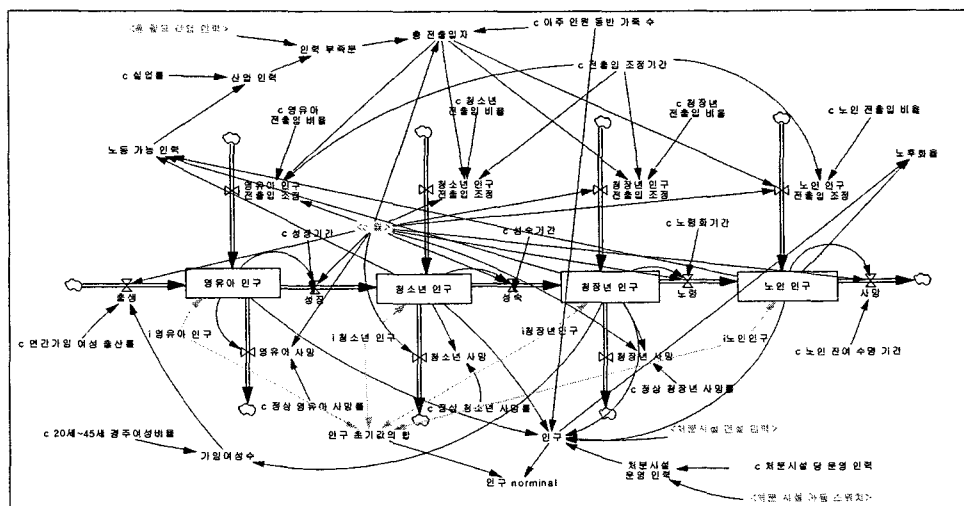 c 이주 인원 동반 가족 수
총 전출입자
인력 부족분
c 실업률
산업 인력
c 전출입 조정기간
c 영유아
전출입 비율
c 청소년
전출입 비율
c 청장년
전출입 비율
c 노인 전출입 비율
노동 가능 인력
노후화율
영유아 인구
전출입 조정
청소년 인구
전출입 조정
청장년 인구
전출입 조정
노인 인구
전출입 조정
c 성장기간
c 성숙기간
c 노령화기간
영유아 인구
청소년 인구
청장년 인구
노인 인구
출생
성장
성숙
노령
사망
i 영유아 인구
i 청소년 인구
i청장년인구
i노인인구
c 연간가임 여성 출산률
영유아 사망
청소년 사망
청장년 사망
c 노인 잔여 수명 기간
c 정상 영유아 사망률
c 정상 청소년 사망률
c 정상 청장년 사망률
c 20세~45세 경주여성비율
가임여성수
인구 초기값의 합
인구
<처분시설 건설 인력>
인구 norminal
처분시설
운영 인력
c 처분시설 당 운영 인력